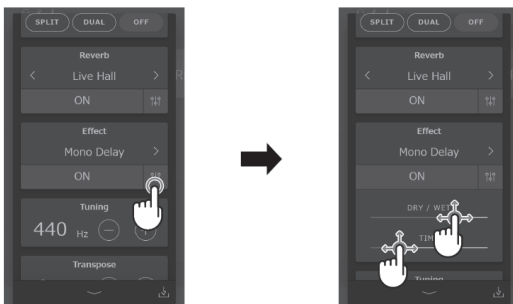 SPLIT DUAL OFF
Reverb
< Live Hall >
ON
Effect
Mono Delay >
ON
Tuning
440 Hz
Transpose
SPLIT DUAL OFF
Reverb
< Live Hall >
ON
Effect
Mono Delay >
ON
DRY / WET
Tuning